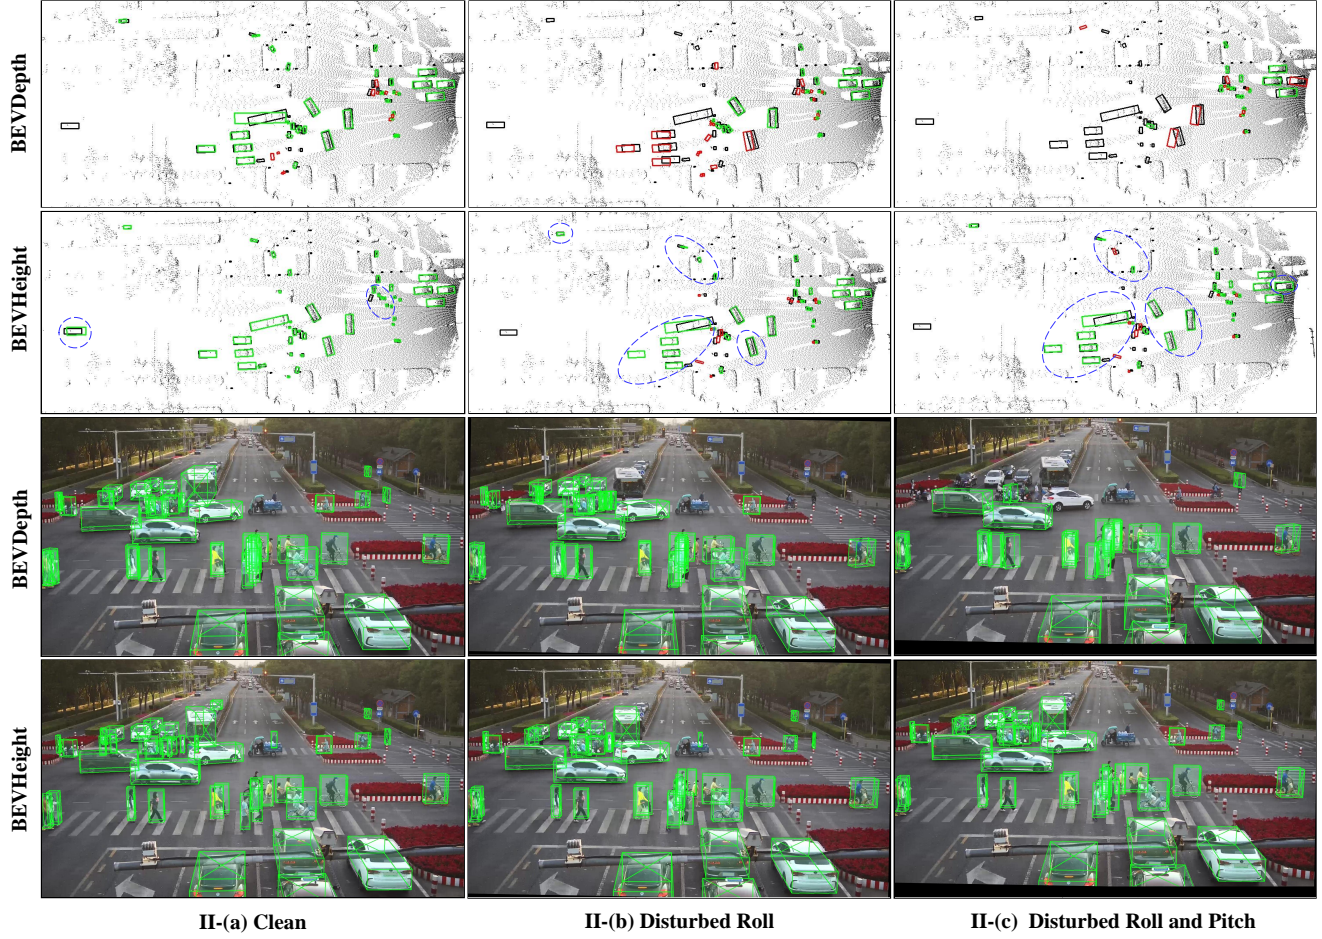 BEVDepth
BEVHeight
BEVDepth
BEVHeight
II-(a) Clean
II-(b) Disturbed Roll
II-(c) Disturbed Roll and Pitch